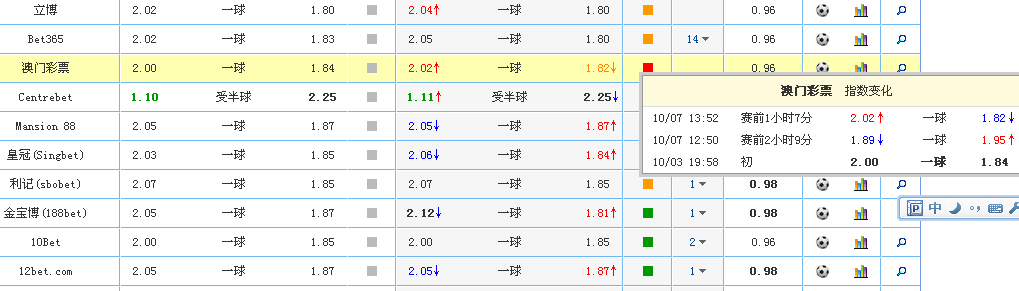 立博 2.02 一球 1.80 2.04↑ 一球 1.80 0.96
Bet365 2.02 一球 1.83 2.05 一球 1.80 14 0.96
澳门彩票 2.00 一球 1.84 2.02↑ 一球 1.82↓ 0.96
Centrebet 1.10 受半球 2.25 1.11↑ 受半球 2.25↓
Mansion 88 2.05 一球 1.87 2.05↓ 一球 1.87↑
皇冠(Singbet) 2.03 一球 1.85 2.06↓ 一球 1.84↑
利记(sbobet) 2.07 一球 1.85 2.07 一球 1.85 1 0.98
金宝博(188bet) 2.05 一球 1.87 2.12↓ 一球 1.81↑ 1 0.98
10Bet 2.00 一球 1.85 2.00 一球 1.85 2 0.96
12bet.com 2.05 一球 1.87 2.05↓ 一球 1.87↑ 1 0.98
澳门彩票 指数变化
10/07 13:52 赛前1小时7分 2.02↑ 一球 1.82↓
10/07 12:50 赛前2小时9分 1.89↓ 一球 1.95↑
10/03 19:58 初 2.00 一球 1.84
中